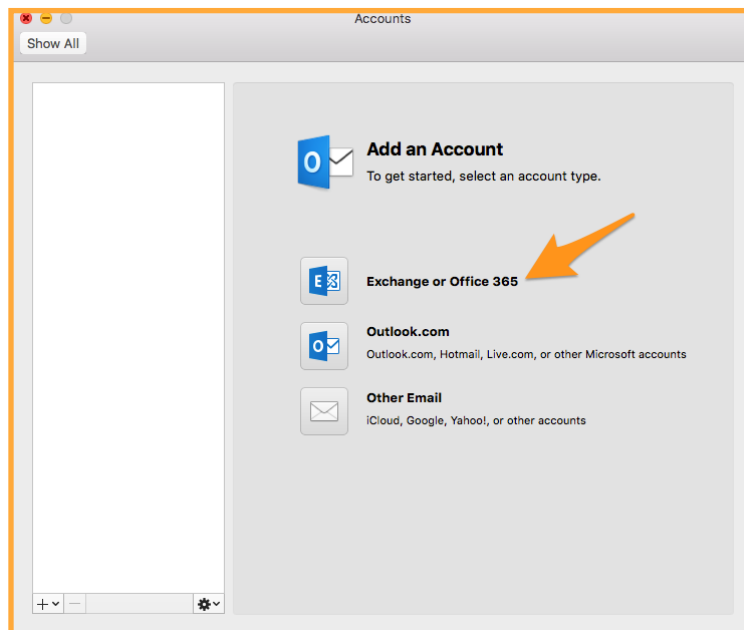 Accounts
Show All
Add an Account
To get started, select an account type.
Exchange or Office 365
Outlook.com
Outlook.com, Hotmail, Live.com, or other Microsoft accounts
Other Email
iCloud, Google, Yahoo!, or other accounts